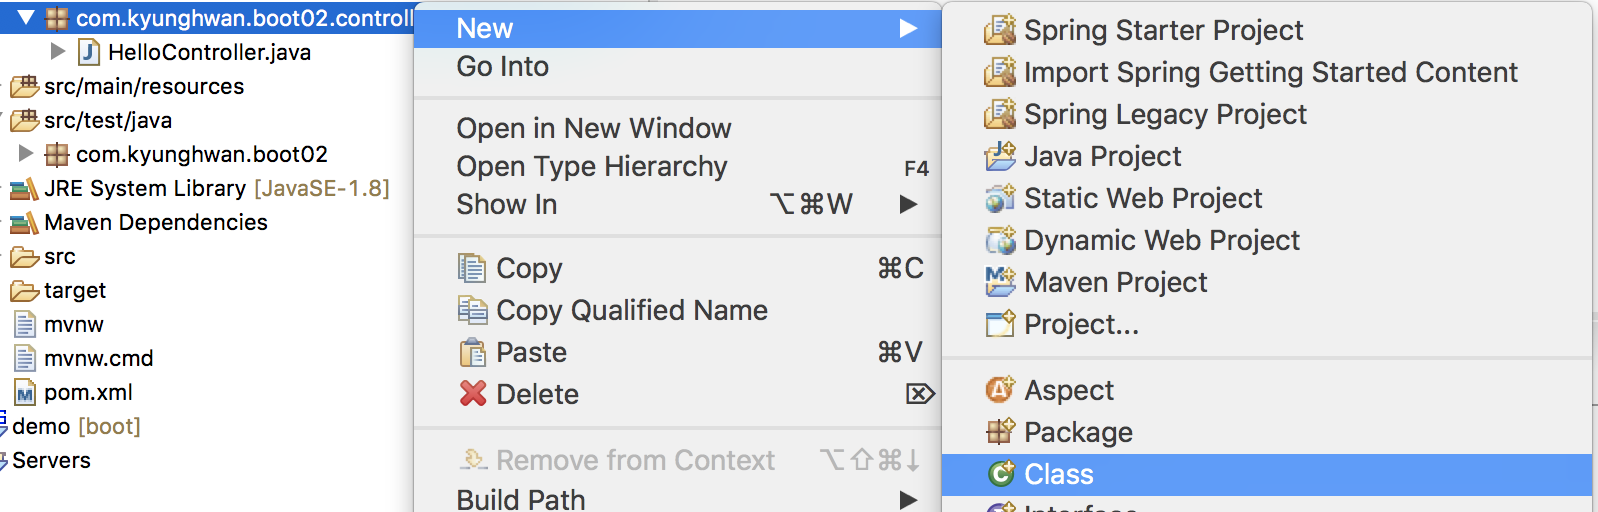 com.kyunghwan.boot02.controll
HelloController.java
src/main/resources
src/test/java
com.kyunghwan.boot02
JRE System Library [JavaSE-1.8]
Maven Dependencies
src
target
mvnw
mvnw.cmd
pom.xml
demo [boot]
Servers
New
Go Into
Open in New Window
Open Type Hierarchy F4
Show In ⌥⌘W
Copy ⌘C
Copy Qualified Name
Paste ⌘V
Delete ⌦
Remove from Context ⌥⇧⌘↓
Build Path
Spring Starter Project
Import Spring Getting Started Content
Spring Legacy Project
Java Project
Static Web Project
Dynamic Web Project
Maven Project
Project...
Aspect
Package
Class
Interface